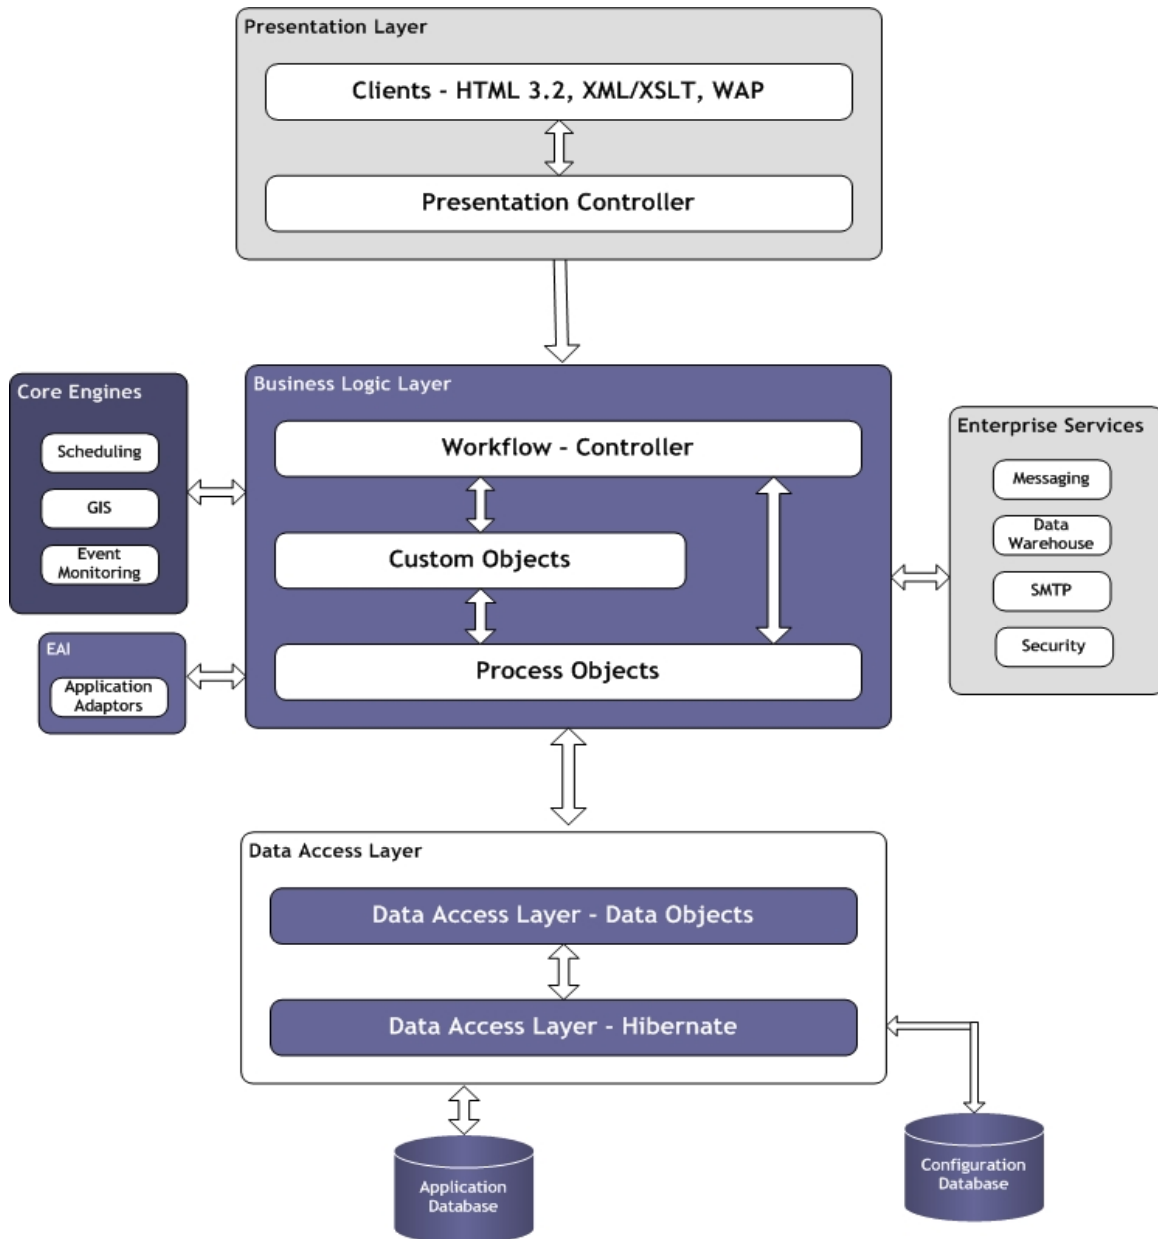 Presentation Layer
Clients - HTML 3.2, XML/XSLT, WAP
Presentation Controller
Core Engines
Scheduling
GIS
Event
Monitoring
EAI
Application
Adaptors
Business Logic Layer
Workflow - Controller
Custom Objects
Process Objects
Enterprise Services
Messaging
Data
Warehouse
SMTP
Security
Data Access Layer
Data Access Layer - Data Objects
Data Access Layer - Hibernate
Application
Database
Configuration
Database